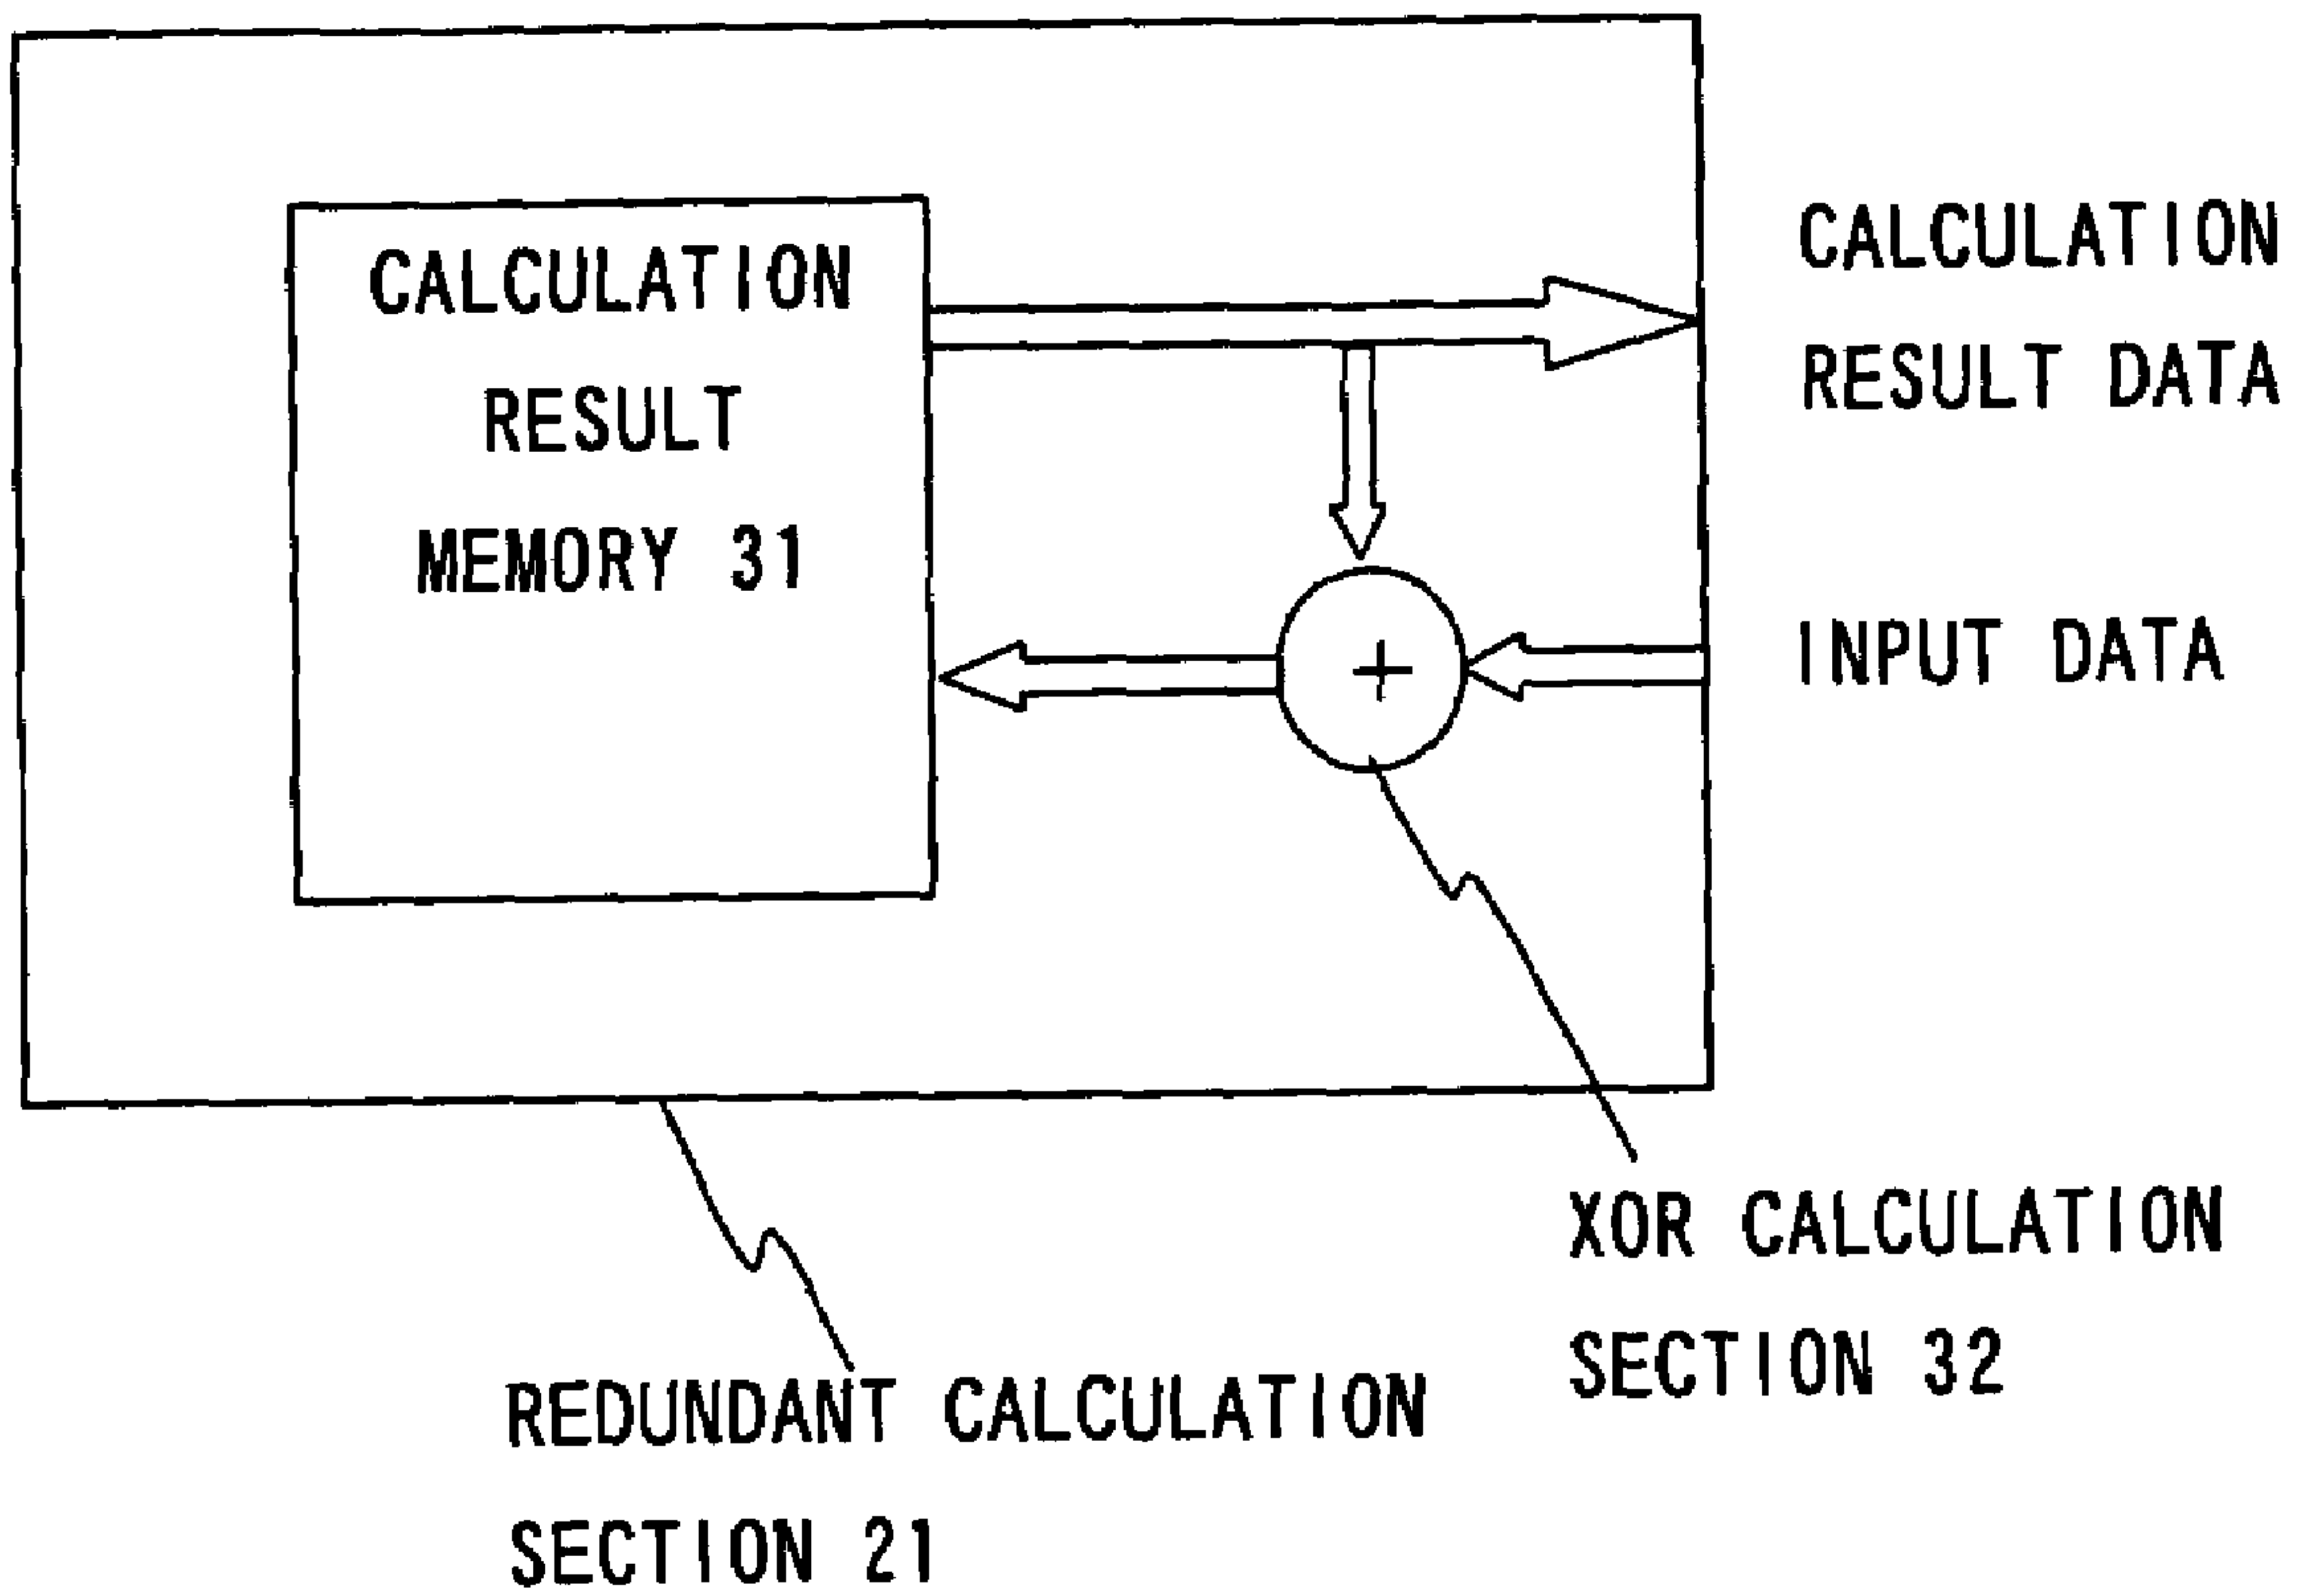 CALCULATION
RESULT
MEMORY 31
CALCULATION
RESULT DATA
+
INPUT DATA
XOR CALCULATION
SECTION 32
REDUNDANT CALCULATION
SECTION 21